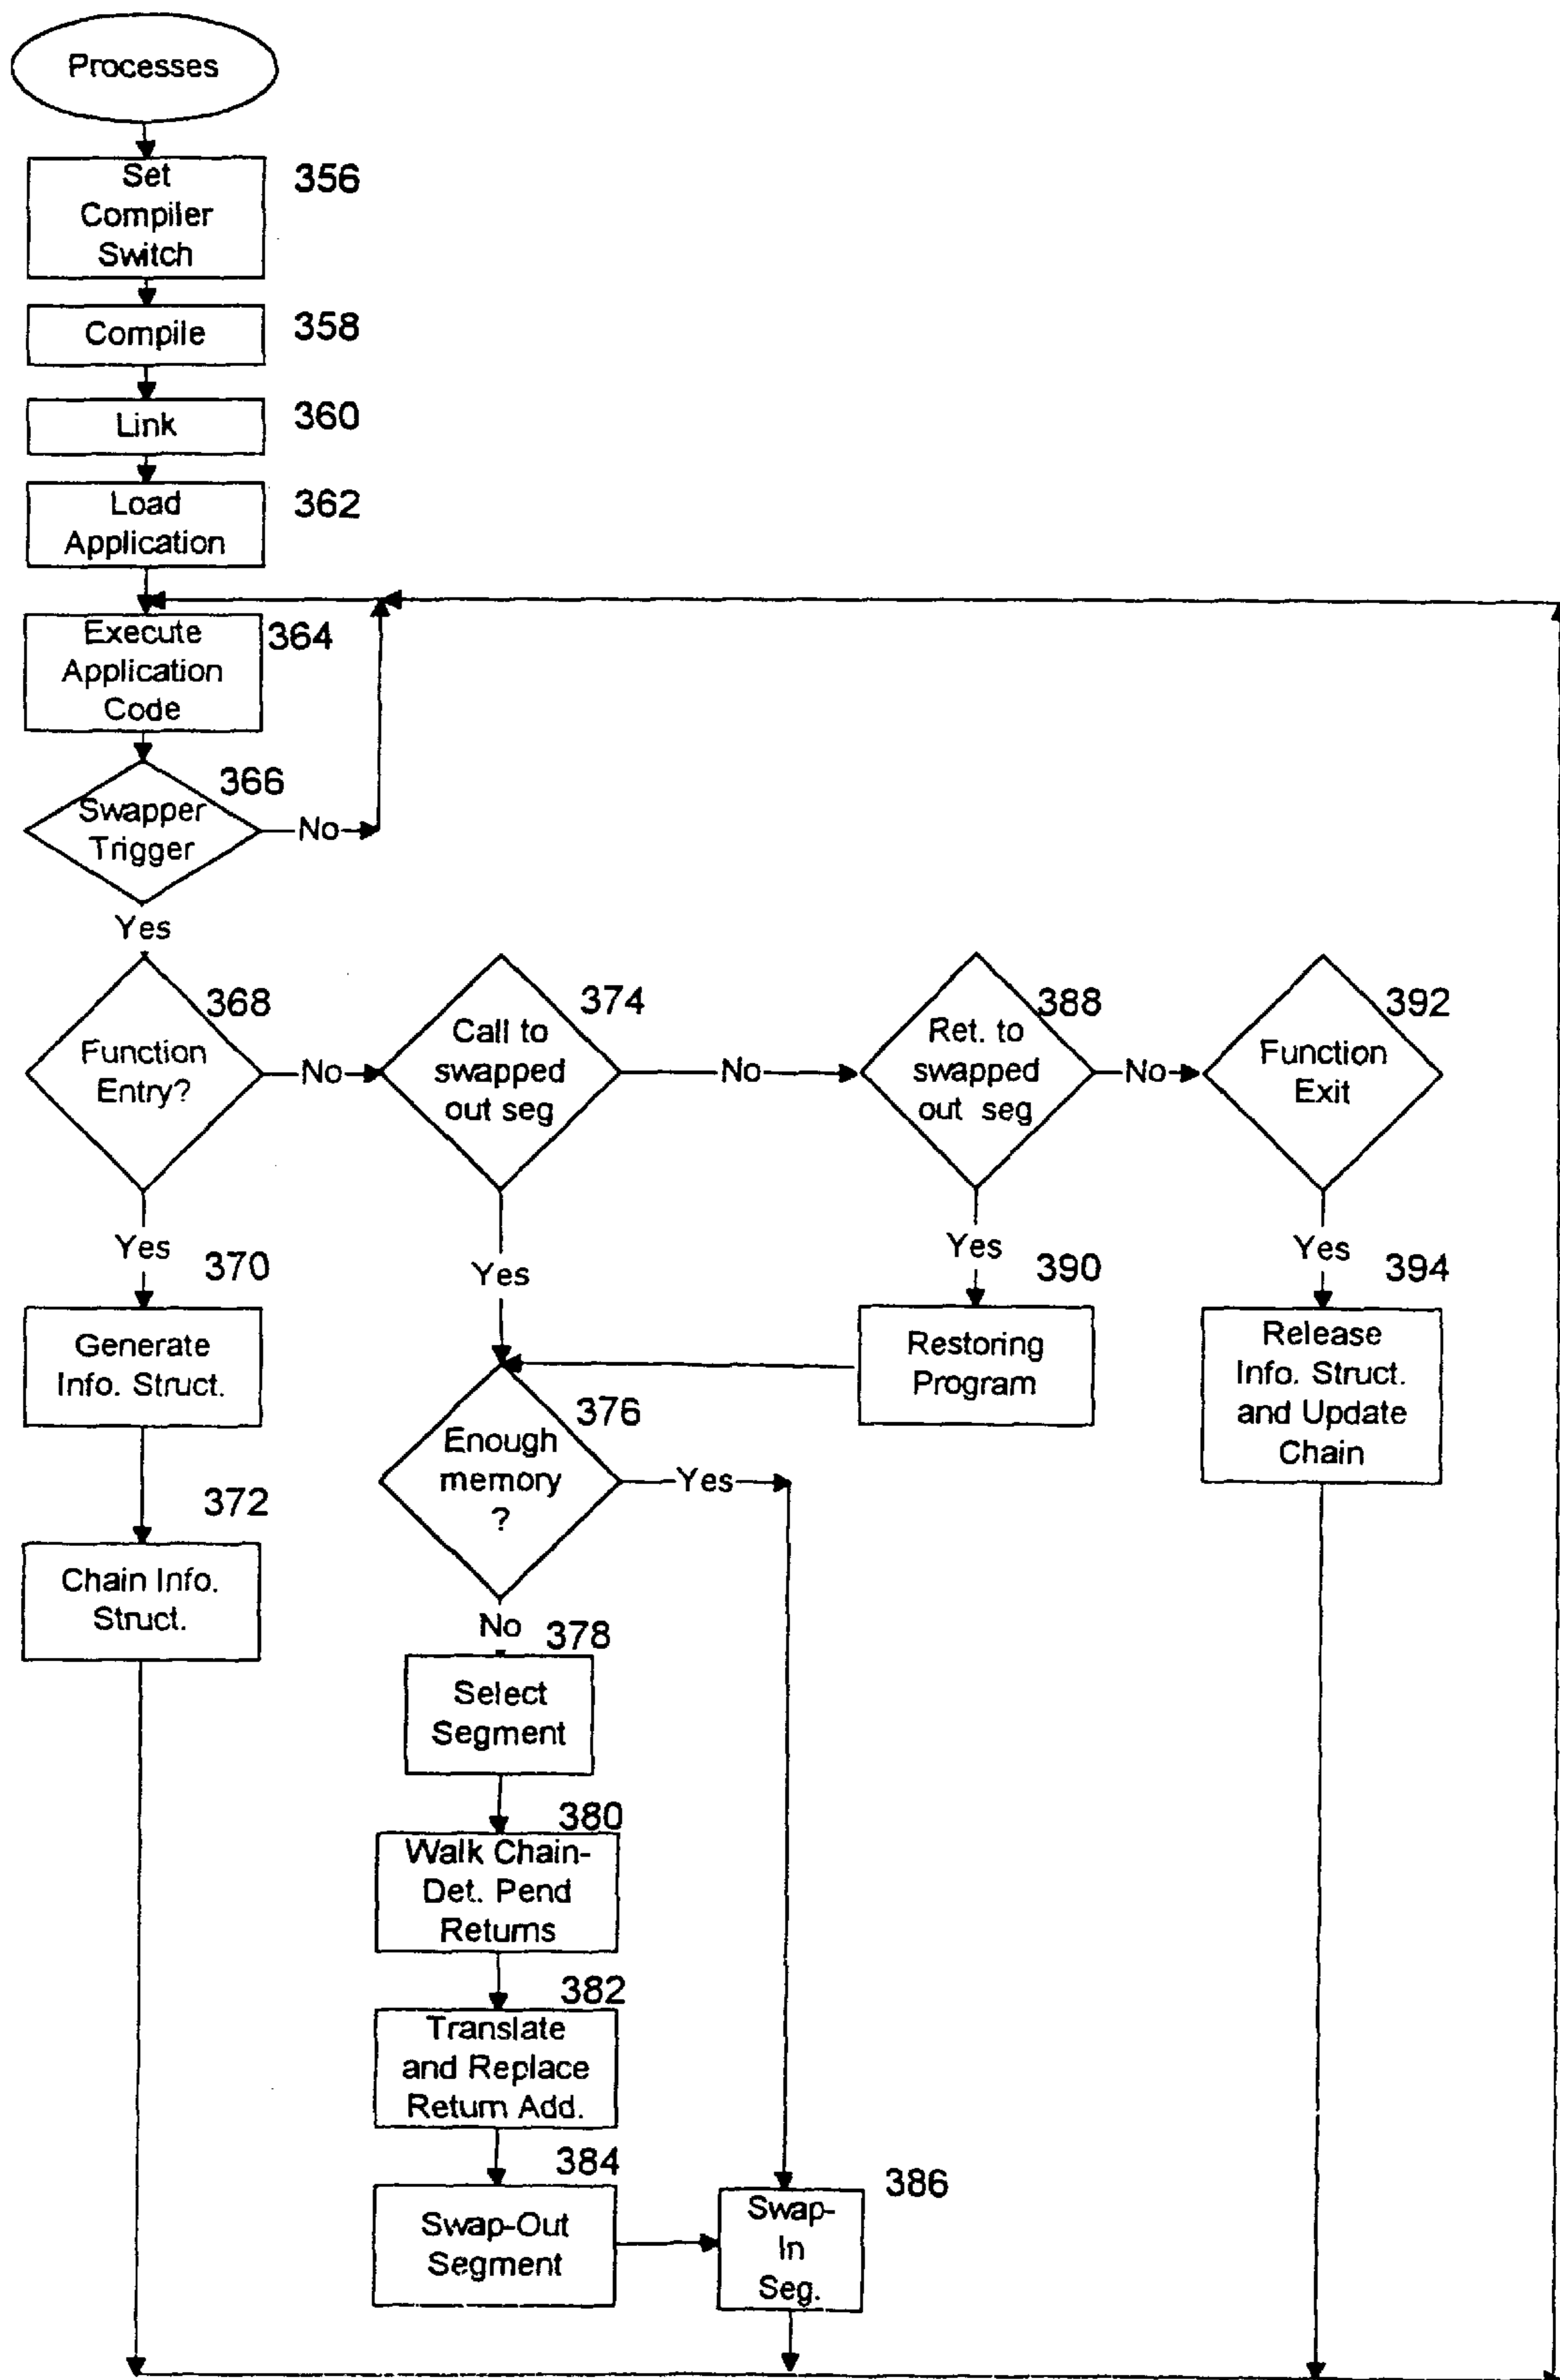 Processes
Set
Compiler
Switch
356
Compile
358
Link
360
Load
Application
362
Execute
Application
Code
364
366
Swapper
Trigger
No
Yes
368
Function
Entry?
No
374
Call to
swapped
out seg
No
388
Ret. to
swapped
out seg
No
392
Function
Exit
Yes
370
Yes
Yes
390
Yes
394
Generate
Info. Struct.
Restoring
Program
Release
Info. Struct.
and Update
Chain
376
Enough
memory
?
Yes
372
Chain Info.
Struct.
No
378
Select
Segment
380
Walk Chain-
Det. Pend
Returns
382
Translate
and Replace
Return Add.
384
Swap-Out
Segment
386
Swap-
In
Seg.